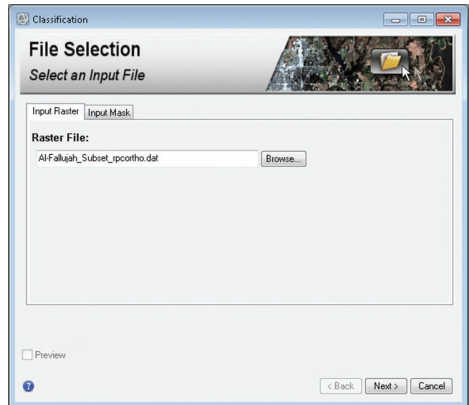 Classification
File Selection
Select an Input File
Input Raster Input Mask
Raster File:
Al-Fallujah_Subset_rpcortho.dat Browse...
Preview
< Back Next > Cancel